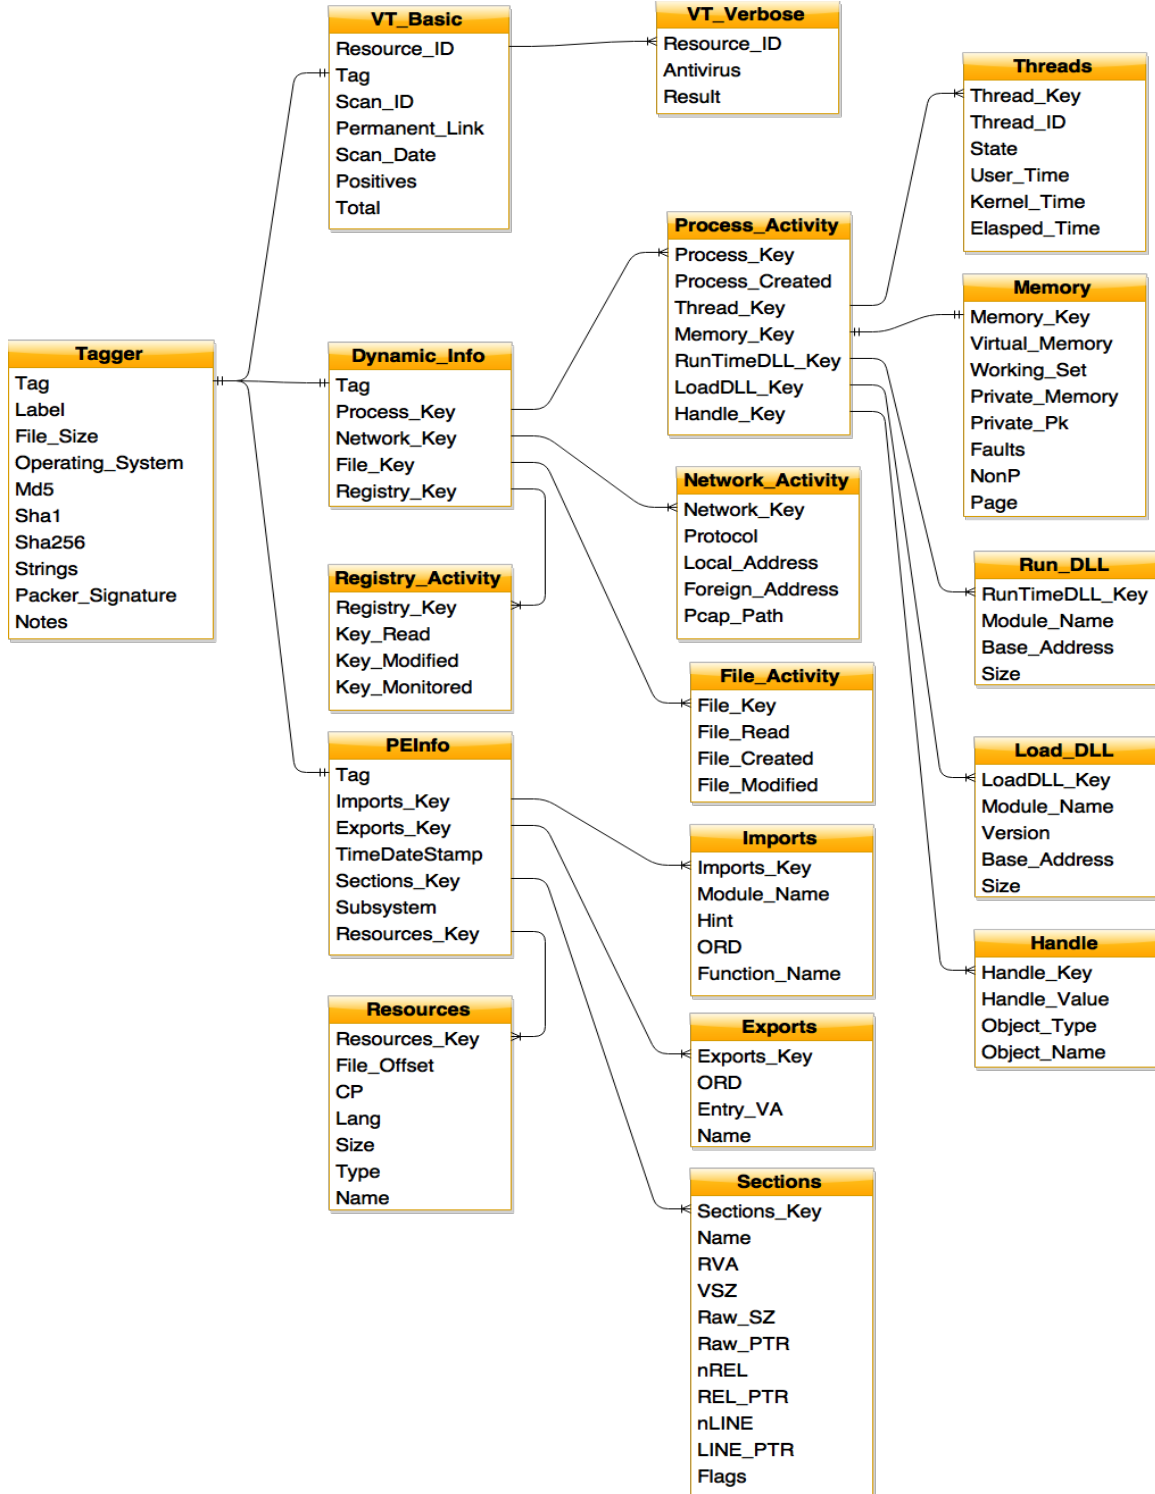 VT_Basic
Resource_ID
Tag
Scan_ID
Permanent_Link
Scan_Date
Positives
Total
VT_Verbose
Resource_ID
Antivirus
Result
Threads
Thread_Key
Thread_ID
State
User_Time
Kernel_Time
Elasped_Time
Process_Activity
Process_Key
Process_Created
Thread_Key
Memory_Key
RunTimeDLL_Key
LoadDLL_Key
Handle_Key
Memory
Memory_Key
Virtual_Memory
Working_Set
Private_Memory
Private_Pk
Faults
NonP
Page
Tagger
Tag
Label
File_Size
Operating_System
Md5
Sha1
Sha256
Strings
Packer_Signature
Notes
Dynamic_Info
Tag
Process_Key
Network_Key
File_Key
Registry_Key
Network_Activity
Network_Key
Protocol
Local_Address
Foreign_Address
Pcap_Path
Run_DLL
RunTimeDLL_Key
Module_Name
Base_Address
Size
Registry_Activity
Registry_Key
Key_Read
Key_Modified
Key_Monitored
File_Activity
File_Key
File_Read
File_Created
File_Modified
Load_DLL
LoadDLL_Key
Module_Name
Version
Base_Address
Size
PEInfo
Tag
Imports_Key
Exports_Key
TimeDateStamp
Sections_Key
Subsystem
Resources_Key
Imports
Imports_Key
Module_Name
Hint
ORD
Function_Name
Handle
Handle_Key
Handle_Value
Object_Type
Object_Name
Resources
Resources_Key
File_Offset
CP
Lang
Size
Type
Name
Exports
Exports_Key
ORD
Entry_VA
Name
Sections
Sections_Key
Name
RVA
VSZ
Raw_SZ
Raw_PTR
nREL
REL_PTR
nLINE
LINE_PTR
Flags